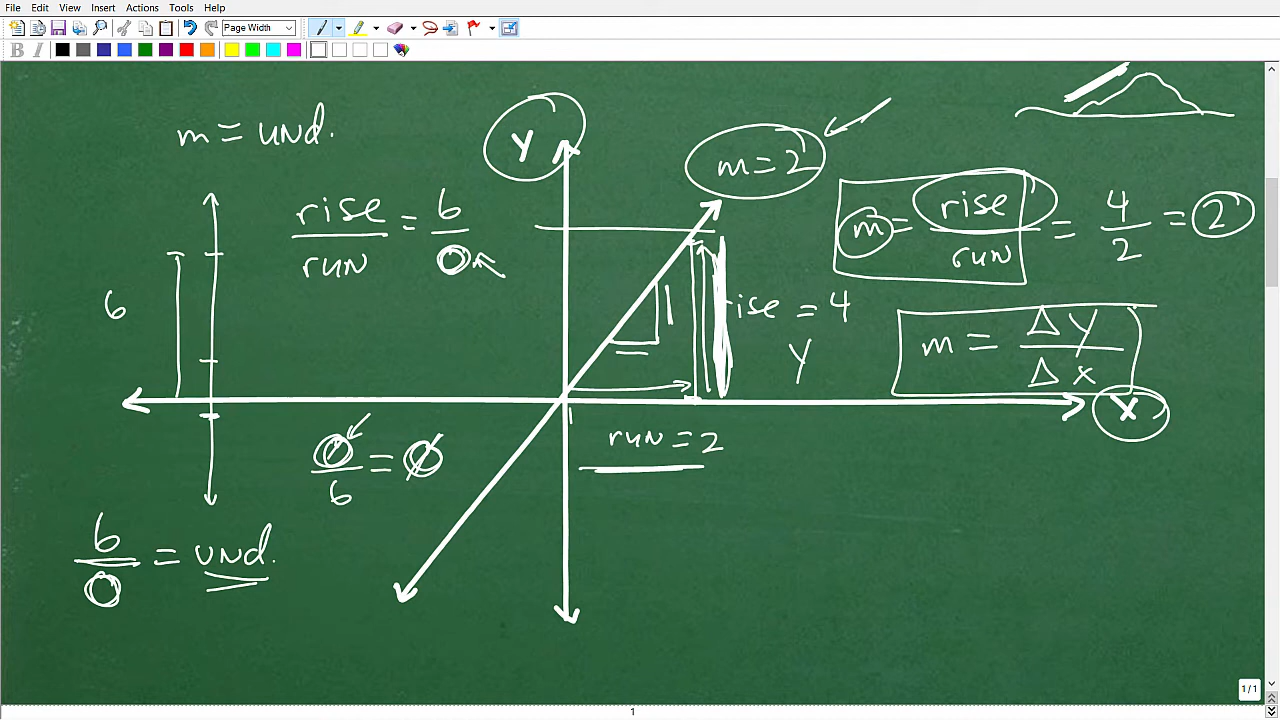 File Edit View Insert Actions Tools Help
Page Width
B I
m = und.
Y
m = 2
rise/run = 6/0
m = rise/run = 4/2 = 2
6
rise = 4
Y
m = Δy/Δx
X
run = 2
0/6 = 0
6/0 = und.
1/1
1